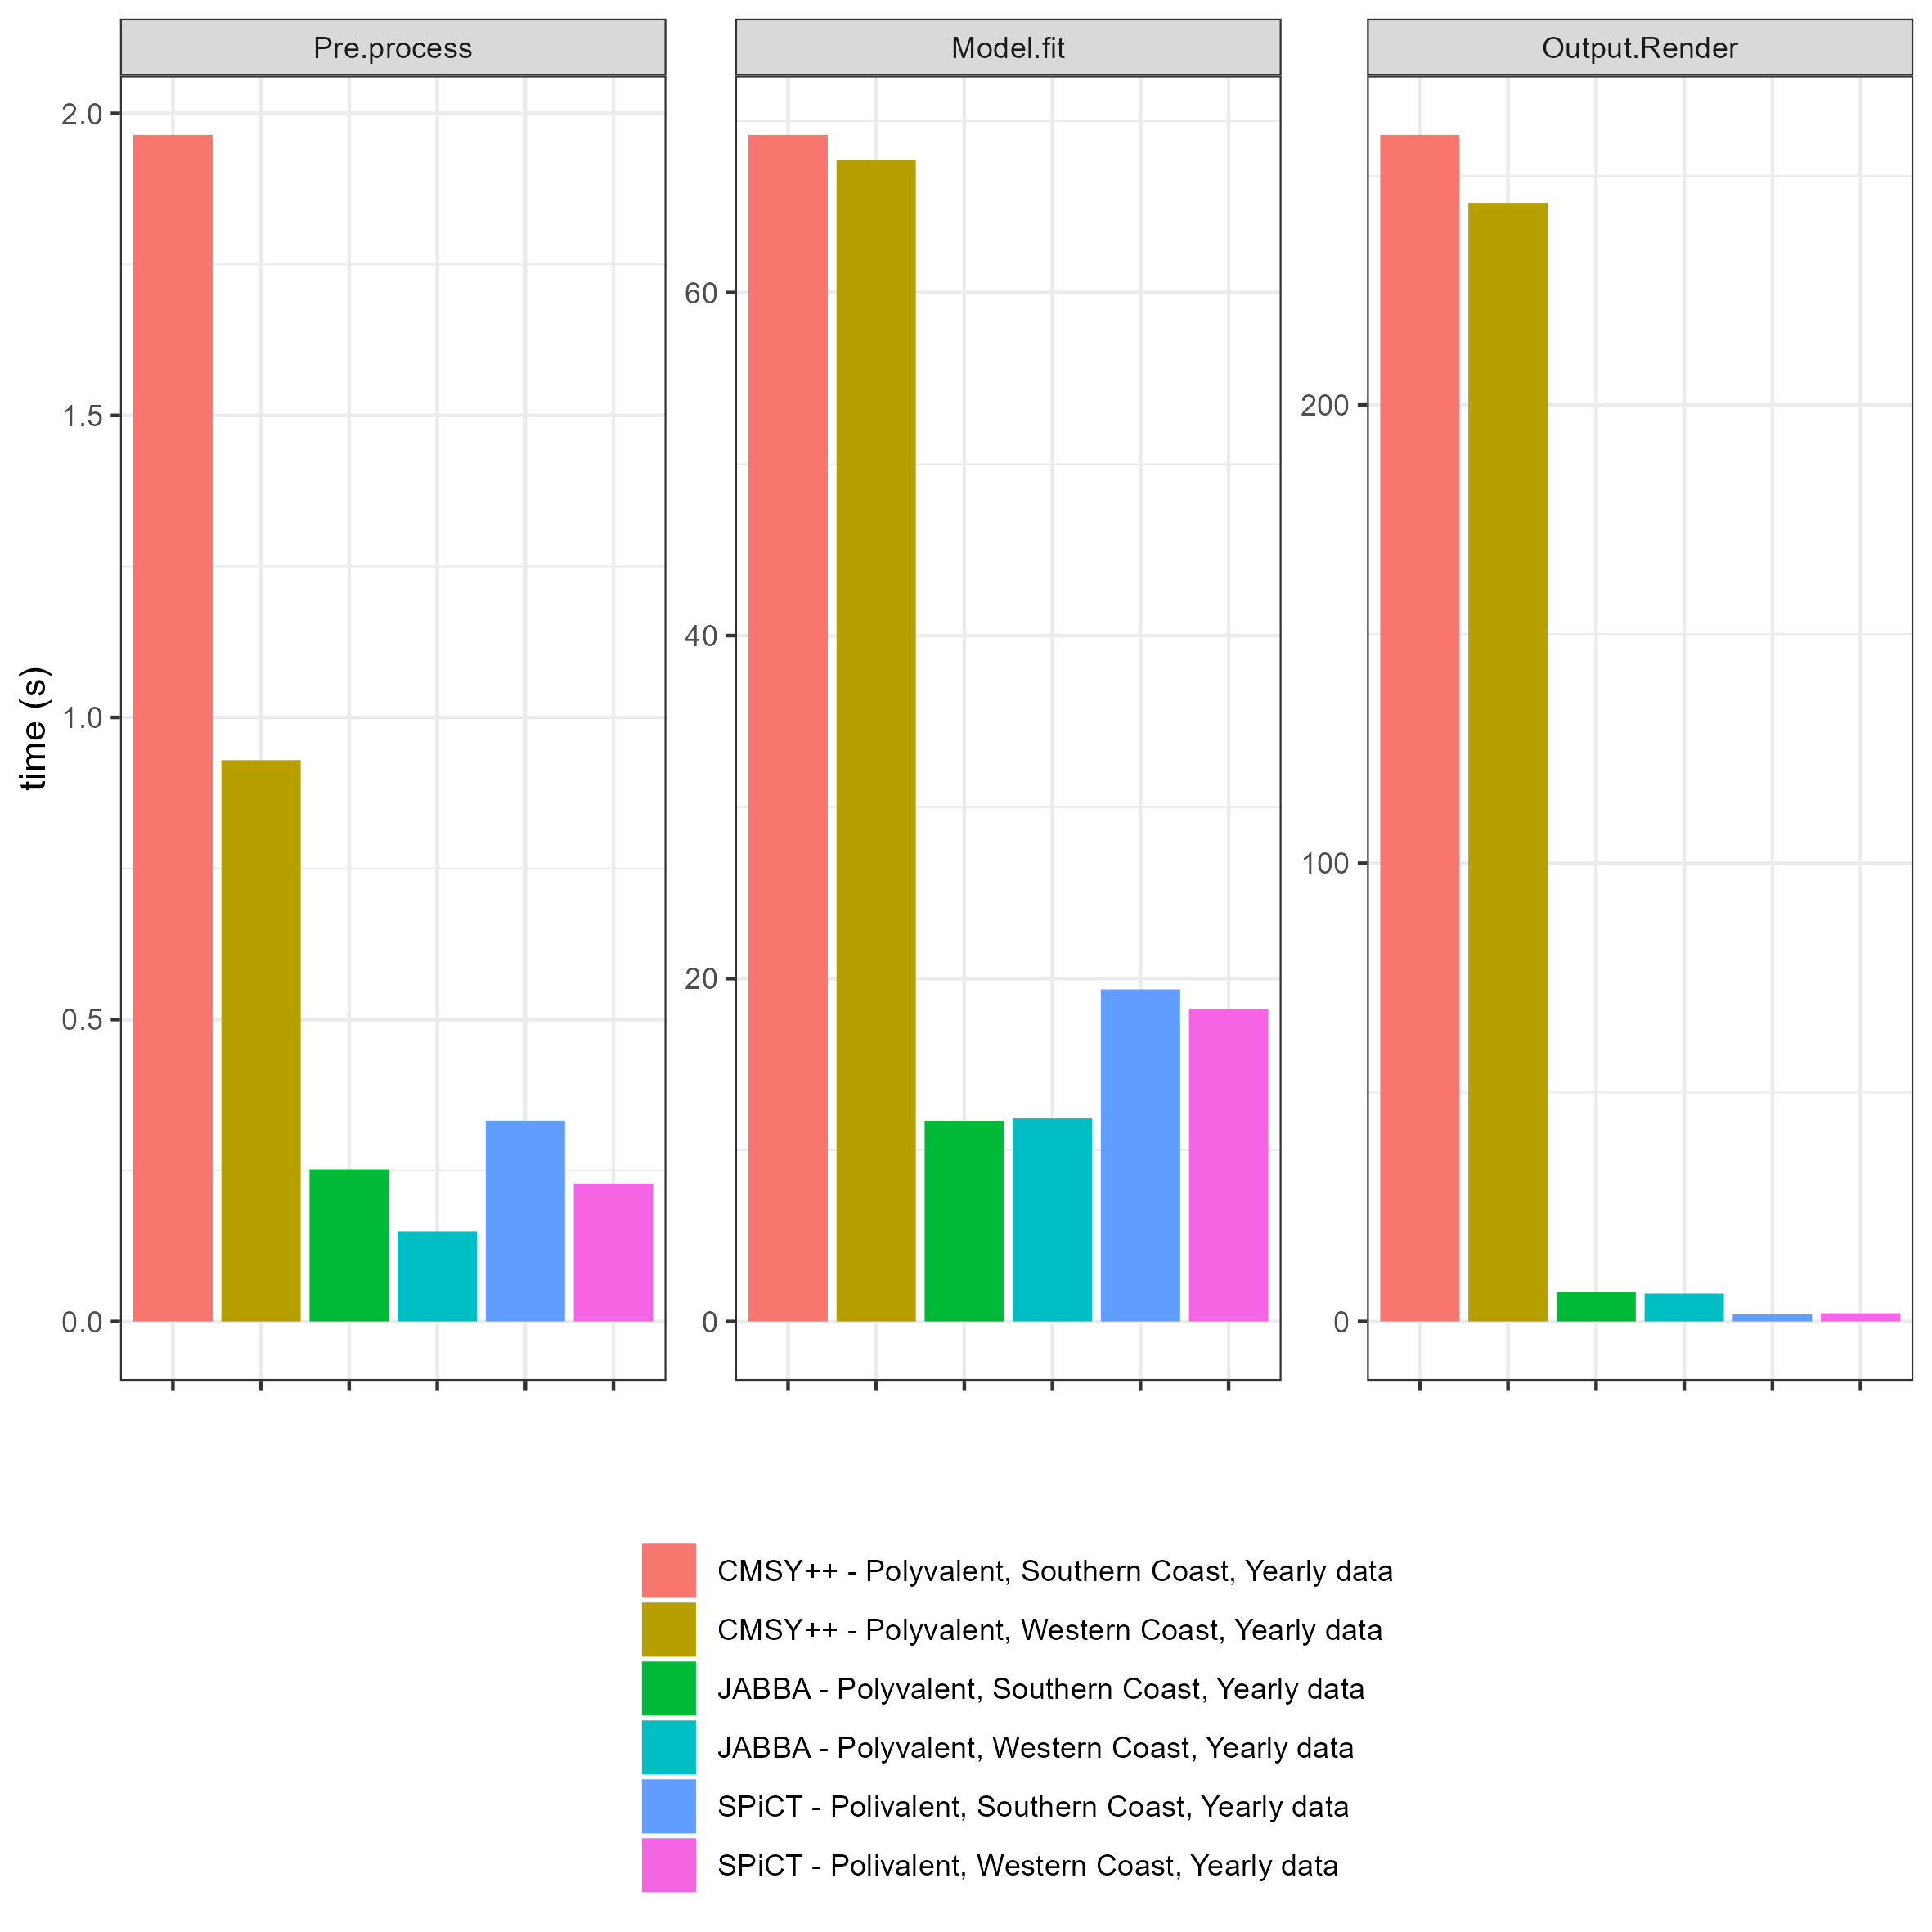 Pre.process
Model.fit
Output.Render
time (s)
2.0
1.5
1.0
0.5
0.0
60
40
20
0
200
100
0
CMSY++ - Polyvalent, Southern Coast, Yearly data
CMSY++ - Polyvalent, Western Coast, Yearly data
JABBA - Polyvalent, Southern Coast, Yearly data
JABBA - Polyvalent, Western Coast, Yearly data
SPiCT - Polivalent, Southern Coast, Yearly data
SPiCT - Polivalent, Western Coast, Yearly data